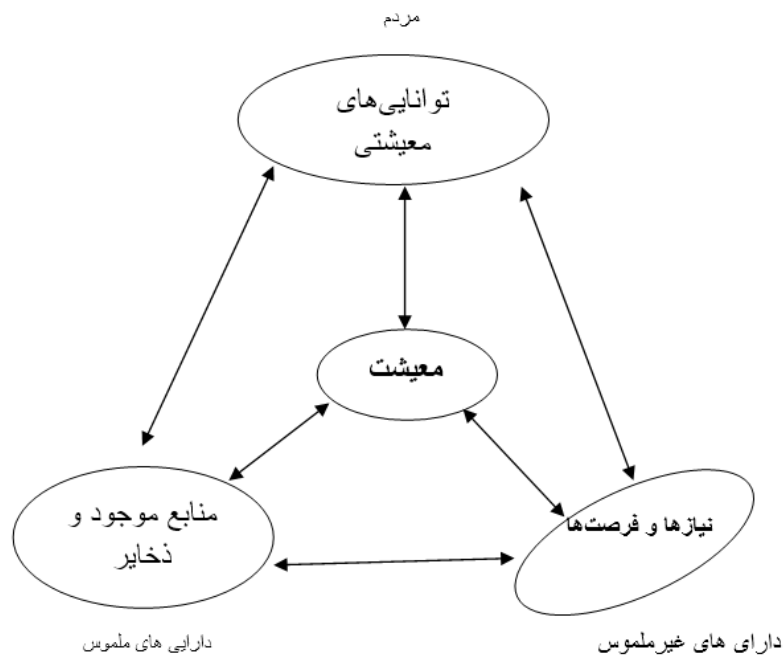 مردم
توانایی‌های
معیشتی
معیشت
منابع موجود و
ذخایر
نیازها و فرصت‌ها
دارایی های ملموس
دارای های غیرملموس